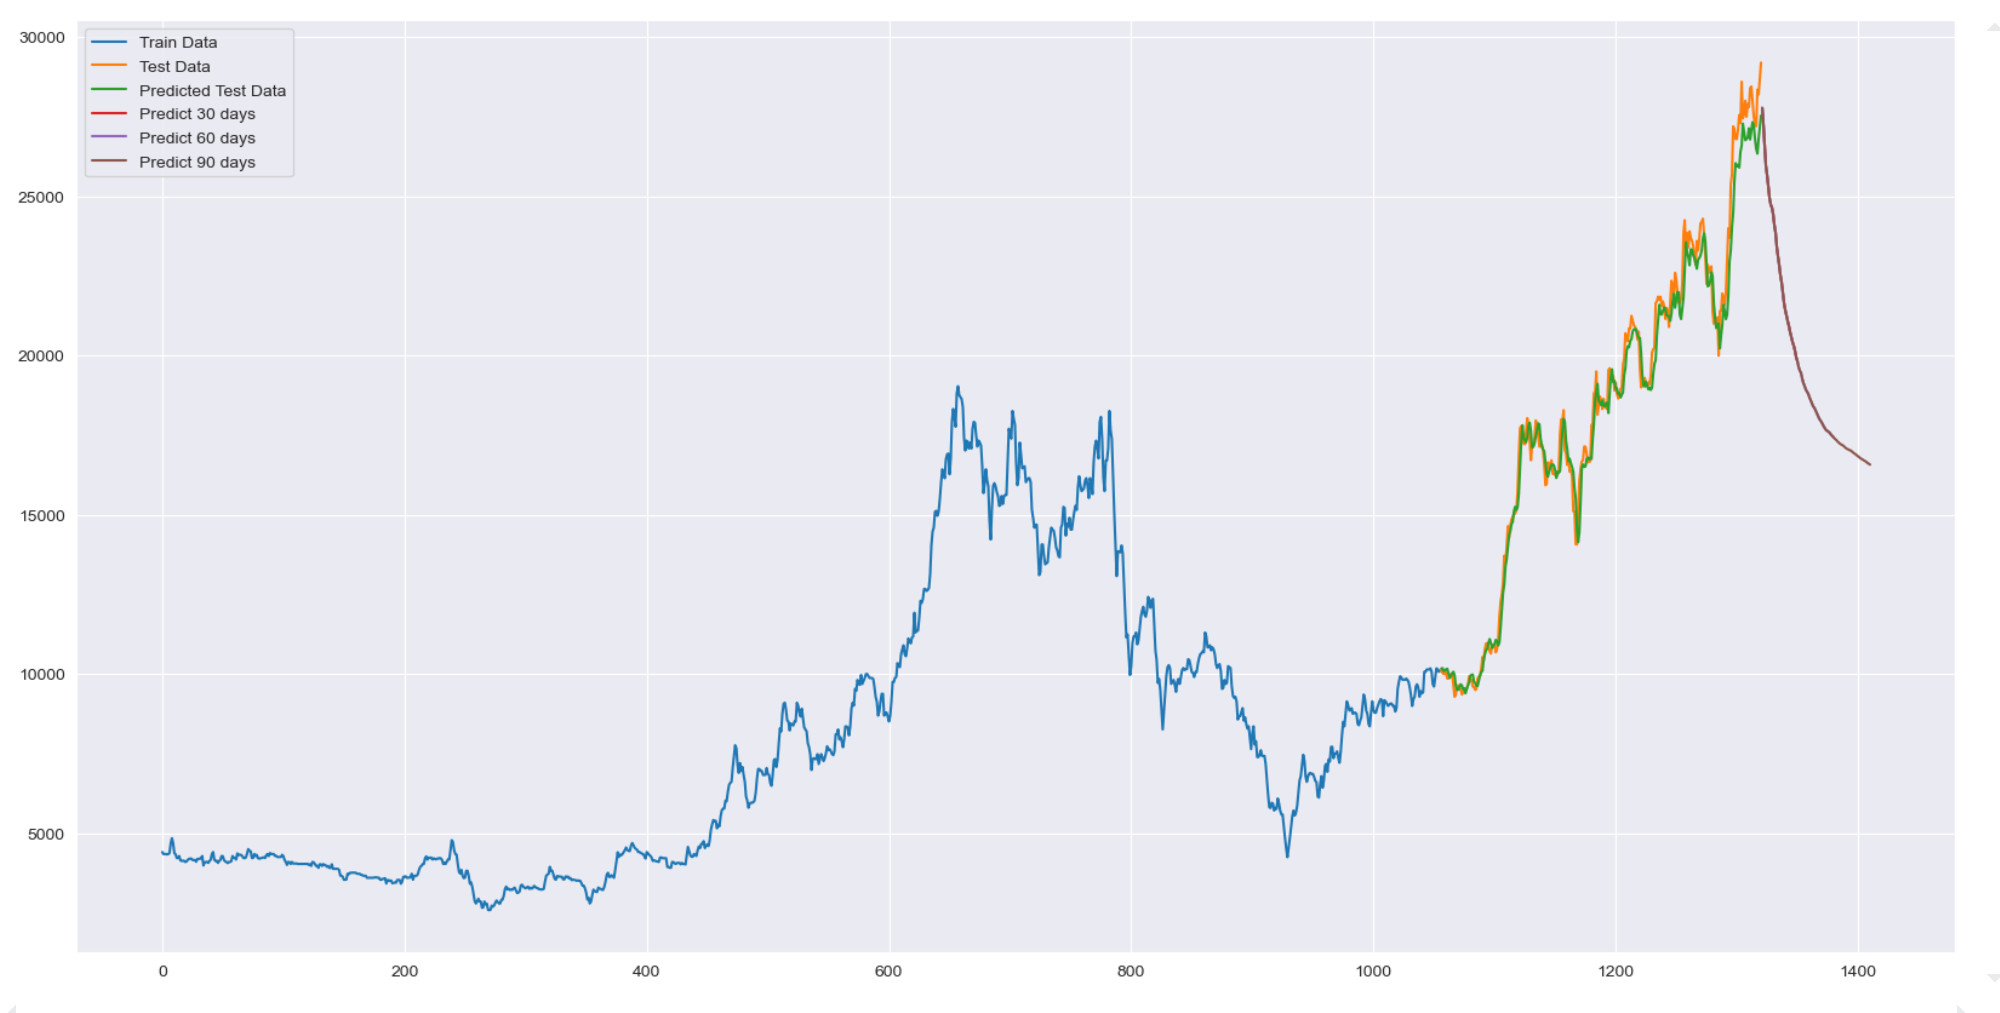 30000
25000
20000
15000
10000
5000
Train Data
Test Data
Predicted Test Data
Predict 30 days
Predict 60 days
Predict 90 days
0 200 400 600 800 1000 1200 1400